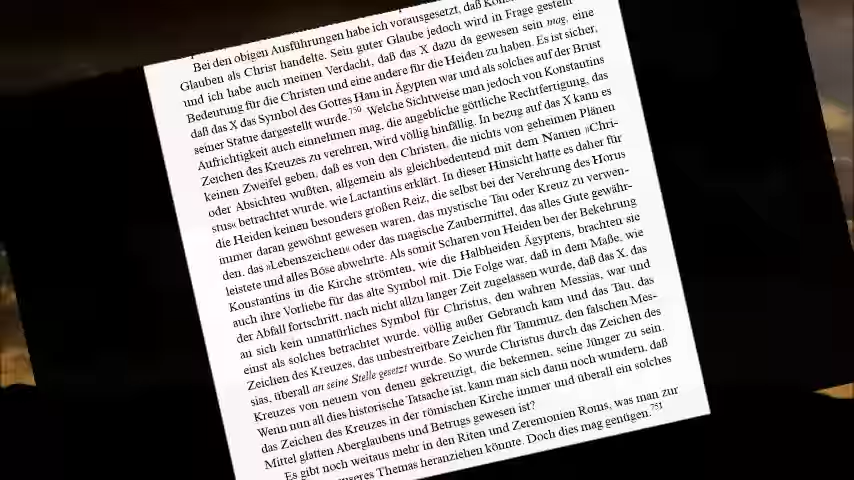 Bei den obigen Ausführungen habe ich vorausgesetzt, daß
Glauben als Christ handelte. Sein guter Glaube jedoch wird in Frage gestellt
und ich habe auch meinen Verdacht, daß das X dazu da gewesen sein mag, eine
Bedeutung für die Christen und eine andere für die Heiden zu haben. Es ist sicher,
daß das X das Symbol des Gottes Ham in Ägypten war und als solches auf der Brust
seiner Statue dargestellt wurde.750 Welche Sichtweise man jedoch von Konstantins
Aufrichtigkeit auch einnehmen mag, die angebliche göttliche Rechtfertigung, das
Zeichen des Kreuzes zu verehren, wird völlig hinfällig. In bezug auf das X kann es
keinen Zweifel geben, daß es von den Christen, die nichts von geheimen Plänen
oder Absichten wußten, allgemein als gleichbedeutend mit dem Namen »Chri-
stus« betrachtet wurde, wie Lactantius erklärt. In dieser Hinsicht hatte es daher für
die Heiden keinen besonders großen Reiz, die selbst bei der Verehrung des Horus
immer daran gewöhnt gewesen waren, das mystische Tau oder Kreuz zu verwen-
den, das »Lebenszeichen« oder das magische Zaubermittel, das alles Gute gewähr-
leistete und alles Böse abwehrte. Als somit Scharen von Heiden bei der Bekehrung
Konstantins in die Kirche strömten, wie die Halbheiden Ägyptens, brachten sie
auch ihre Vorliebe für das alte Symbol mit. Die Folge war, daß in dem Maße, wie
der Abfall fortschritt, nach nicht allzu langer Zeit zugelassen wurde, daß das X, das
an sich kein unnatürliches Symbol für Christus, den wahren Messias, war und
einst als solches betrachtet wurde, völlig außer Gebrauch kam und das Tau, das
Zeichen des Kreuzes, das unbestreitbare Zeichen für Tammuz, den falschen Mes-
sias, überall an seine Stelle gesetzt wurde. So wurde Christus durch das Zeichen des
Kreuzes von neuem von denen gekreuzigt, die bekennen, seine Jünger zu sein.
Wenn nun all dies historische Tatsache ist, kann man sich dann noch wundern, daß
das Zeichen des Kreuzes in der römischen Kirche immer und überall ein solches
Mittel glatten Aberglaubens und Betrugs gewesen ist?
Es gibt noch weitaus mehr in den Riten und Zeremonien Roms, was man zur
unseres Themas heranziehen könnte. Doch dies mag genügen.751